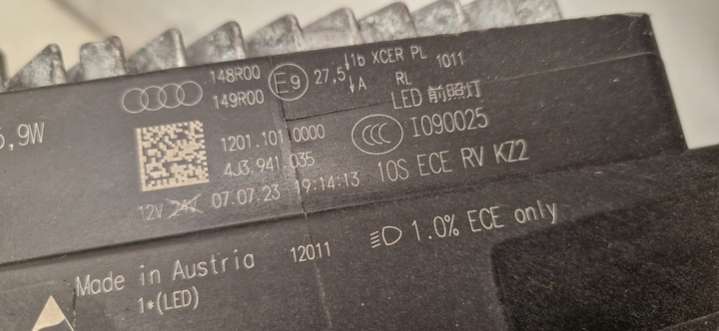 148R00
149R00
E9
27,5
1b XCER PL 1011
A
RL
LED 前照灯
5,9W
1201.101.0000
4J3.941.035
CCC
I090025
12V 24V 07.07.23 19:14:13
10S ECE RV KZ2
1.0% ECE only
Made in Austria
12011
1*(LED)